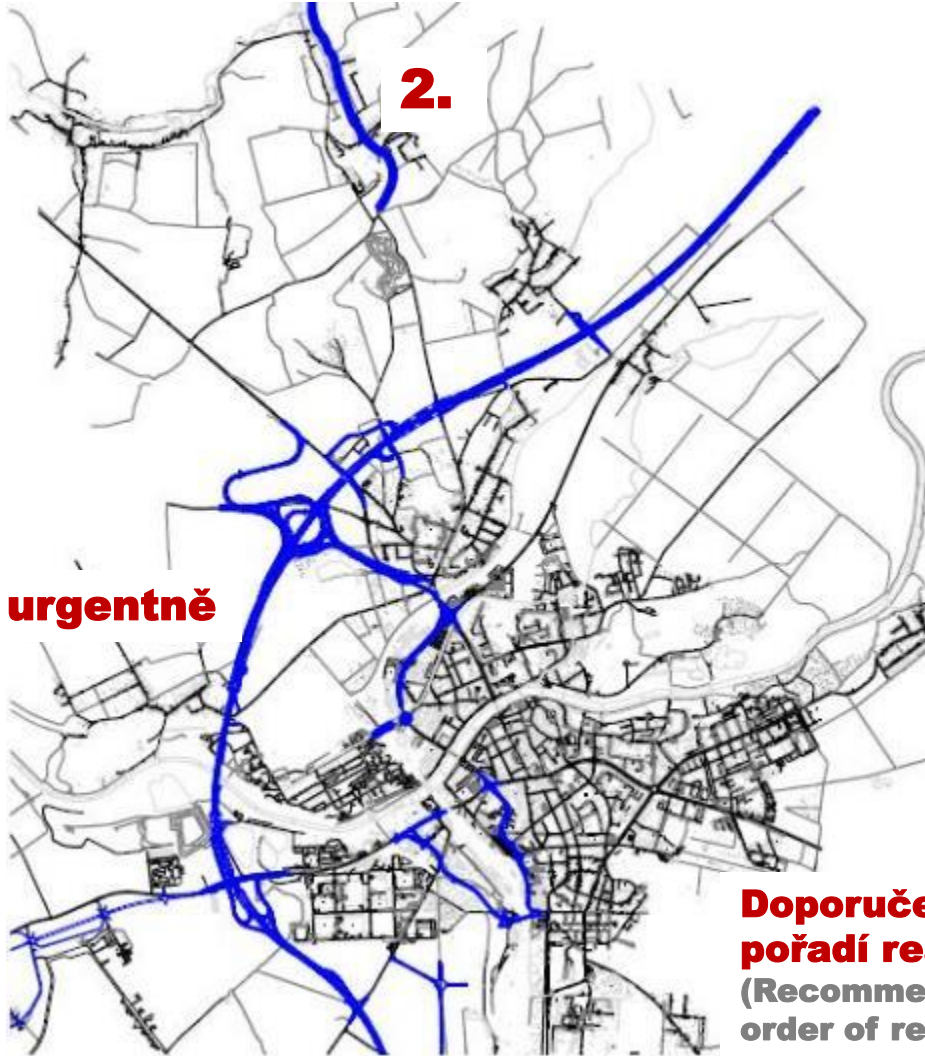 2.
urgentně
Doporuče
pořadí re
(Recomme
order of re